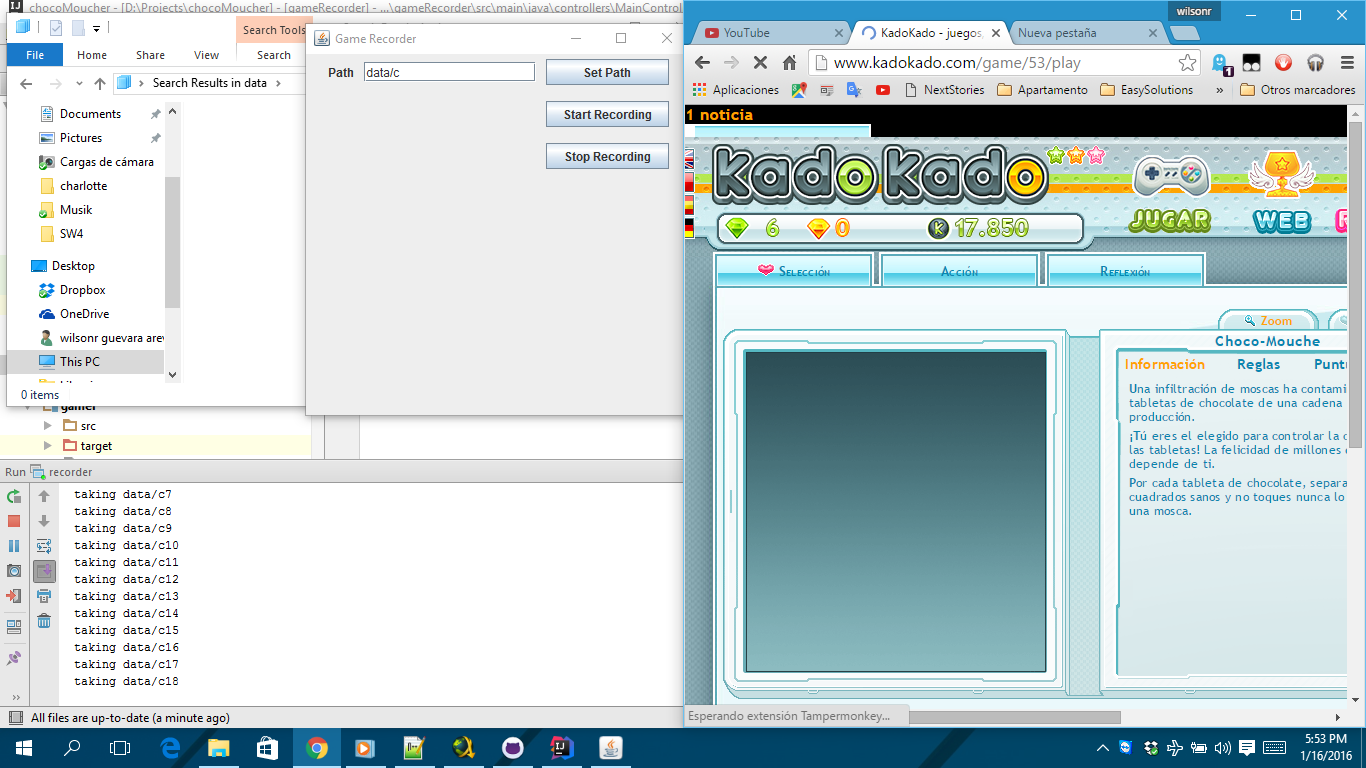 chocoMoucher - [D:\Projects\chocoMoucher] - [gameRecorder] - ...\gameRecorder\src\main\java\controllers\MainControl
Search Tools
File
Home
Share
View
Search
Search Results in data
Documents
Pictures
Cargas de cámara
charlotte
Musik
SW4
Desktop
Dropbox
OneDrive
wilsonr guevara arev
This PC
0 items
Game Recorder
Path
data/c
Set Path
Start Recording
Stop Recording
gamer
src
target
Run
recorder
taking data/c7
taking data/c8
taking data/c9
taking data/c10
taking data/c11
taking data/c12
taking data/c13
taking data/c14
taking data/c15
taking data/c16
taking data/c17
taking data/c18
All files are up-to-date (a minute ago)
wilsonr
YouTube
KadoKado - juegos,
Nueva pestaña
www.kadokado.com/game/53/play
1
Aplicaciones
NextStories
Apartamento
EasySolutions
»
Otros marcadores
1 noticia
kadokado
JUGAR
WEB
6
0
K
17.850
Selección
Acción
Reflexión
Zoom
Choco-Mouche
Información
Reglas
Punt
Una infiltración de moscas ha contami
tabletas de chocolate de una cadena
producción.
¡Tú eres el elegido para controlar la c
las tabletas! La felicidad de millones
depende de ti.
Por cada tableta de chocolate, separa
cuadrados sanos y no toques nunca lo
una mosca.
Esperando extensión Tampermonkey...
5:53 PM
1/16/2016